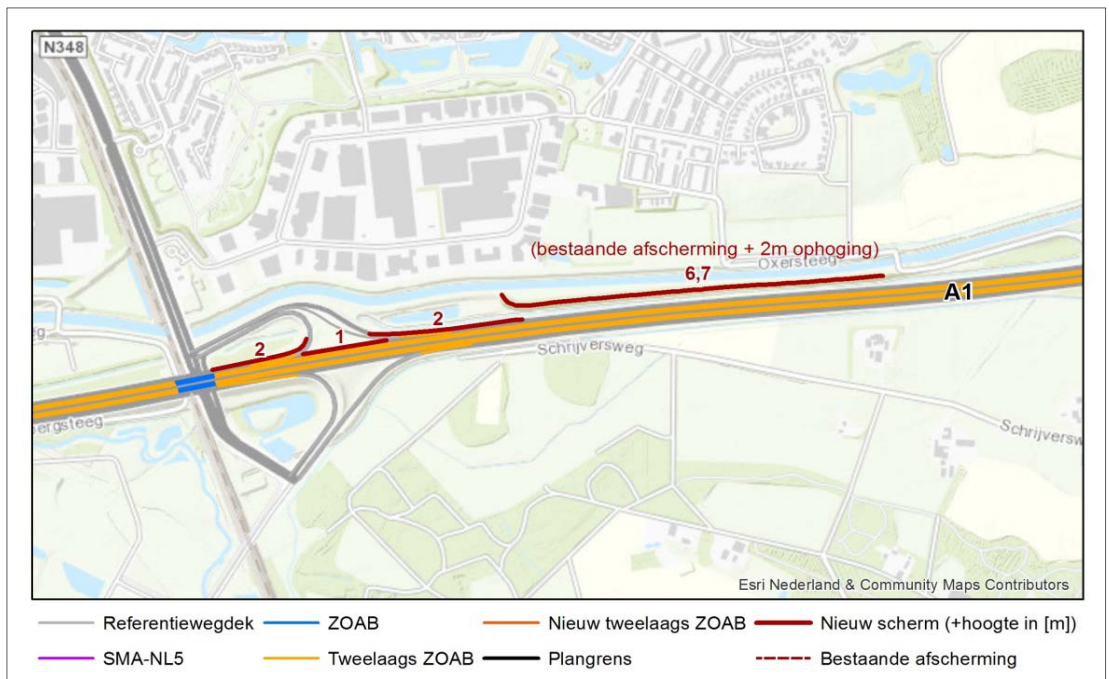 N348
(bestaande afscherming + 2m ophoging)
Oxersteeg
6,7
A1
2
1
2
Schrijversweg
eg
ergsteeg
Schrijversw
Esri Nederland & Community Maps Contributors
Referentiewegdek
ZOAB
Nieuw tweelaags ZOAB
Nieuw scherm (+hoogte in [m])
SMA-NL5
Tweelaags ZOAB
Plangrens
Bestaande afscherming